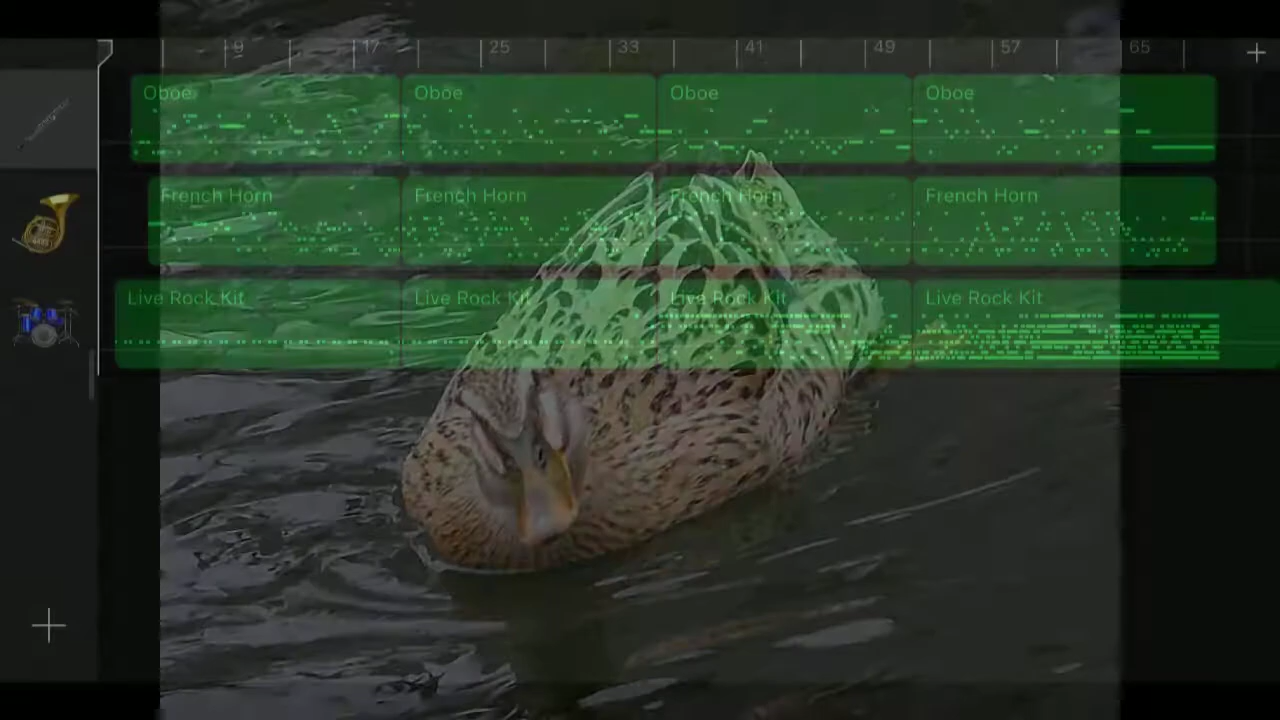 9 17 25 33 41 49 57 65
Oboe Oboe Oboe Oboe
French Horn French Horn French Horn French Horn
Live Rock Kit Live Rock Kit Live Rock Kit Live Rock Kit